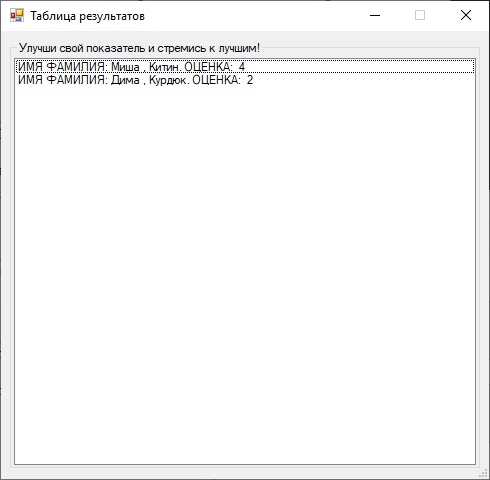 Таблица результатов
Улучши свой показатель и стремись к лучшим!
ИМЯ ФАМИЛИЯ: Миша , Китин. ОЦЕНКА:  4
ИМЯ ФАМИЛИЯ: Дима , Курдюк. ОЦЕНКА:  2